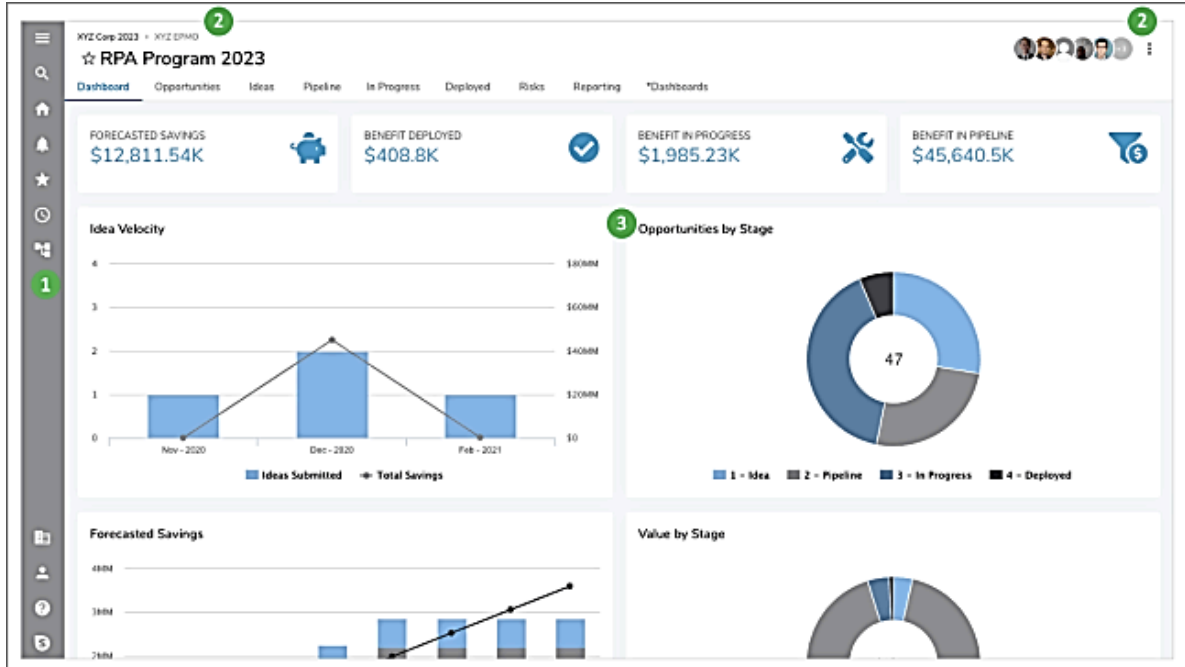 2
2
XYZ Corp 2023 • XYZ EPMO
☆ RPA Program 2023
Dashboard Opportunities Ideas Pipeline In Progress Deployed Risks Reporting *Dashboards
FORECASTED SAVINGS
$12,811.54K
BENEFIT DEPLOYED
$408.8K
BENEFIT IN PROGRESS
$1,985.23K
BENEFIT IN PIPELINE
$45,640.5K
1
Idea Velocity
4 $80MM
3 $60MM
2 $40MM
1 $20MM
0 $0
Nov - 2020 Dec - 2020 Feb - 2021
Ideas Submitted Total Savings
3
Opportunities by Stage
47
1 - Idea 2 - Pipeline 3 - In Progress 4 - Deployed
Forecasted Savings
4MM
3MM
2MM
Value by Stage